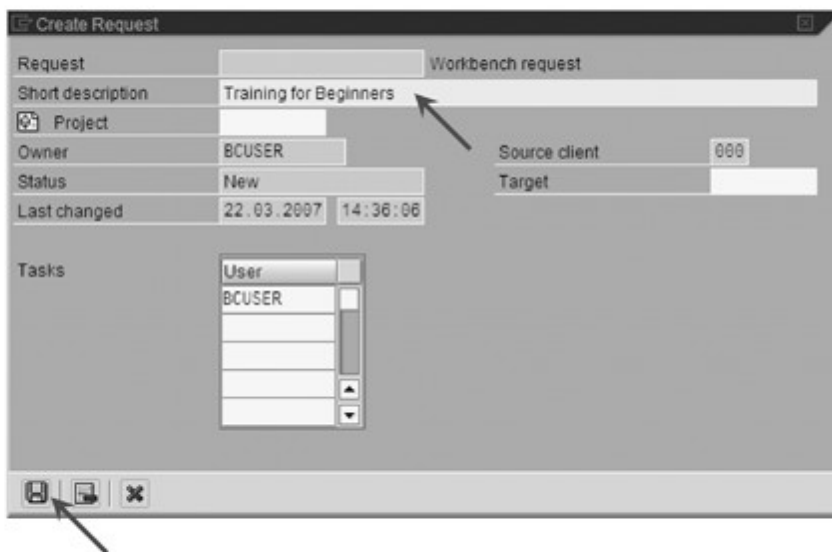 Create Request
Request Workbench request
Short description Training for Beginners
Project
Owner BCUSER Source client 000
Status New Target
Last changed 22.03.2007 14:36:06
Tasks User
BCUSER